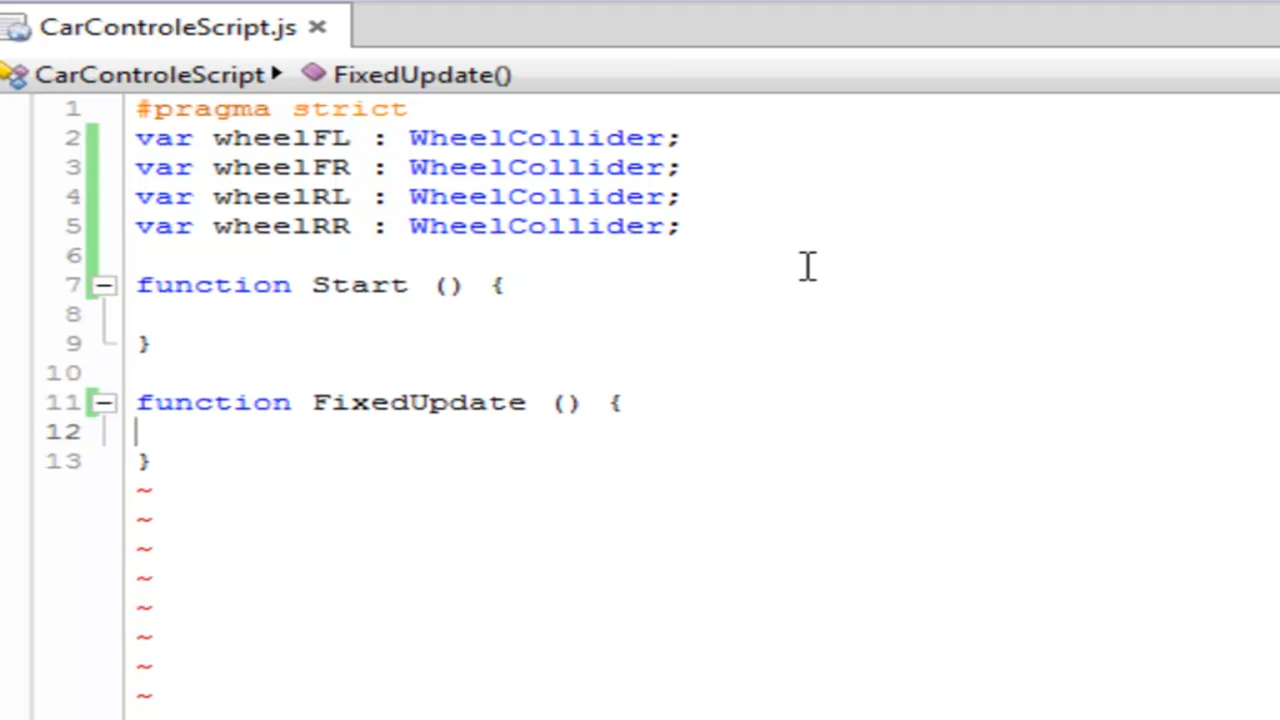 CarControleScript.js
CarControleScript FixedUpdate()
1 #pragma strict
2 var wheelFL : WheelCollider;
3 var wheelFR : WheelCollider;
4 var wheelRL : WheelCollider;
5 var wheelRR : WheelCollider;
6
7 function Start () {
8
9 }
10
11 function FixedUpdate () {
12
13 }
~
~
~
~
~
~
~
~